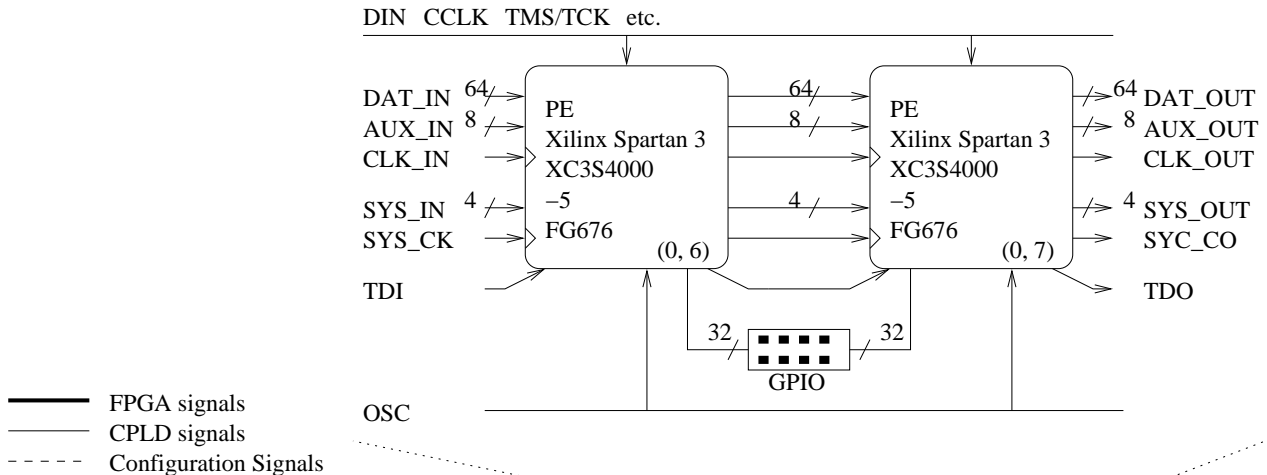 DIN CCLK TMS/TCK etc.
DAT_IN 64 64 64 DAT_OUT
AUX_IN 8 8 8 AUX_OUT
CLK_IN CLK_OUT
SYS_IN 4 4 4 SYS_OUT
SYS_CK SYC_CO
PE
Xilinx Spartan 3
XC3S4000
−5
FG676
(0, 6)
PE
Xilinx Spartan 3
XC3S4000
−5
FG676
(0, 7)
TDI TDO
32 32
GPIO
OSC
FPGA signals
CPLD signals
Configuration Signals